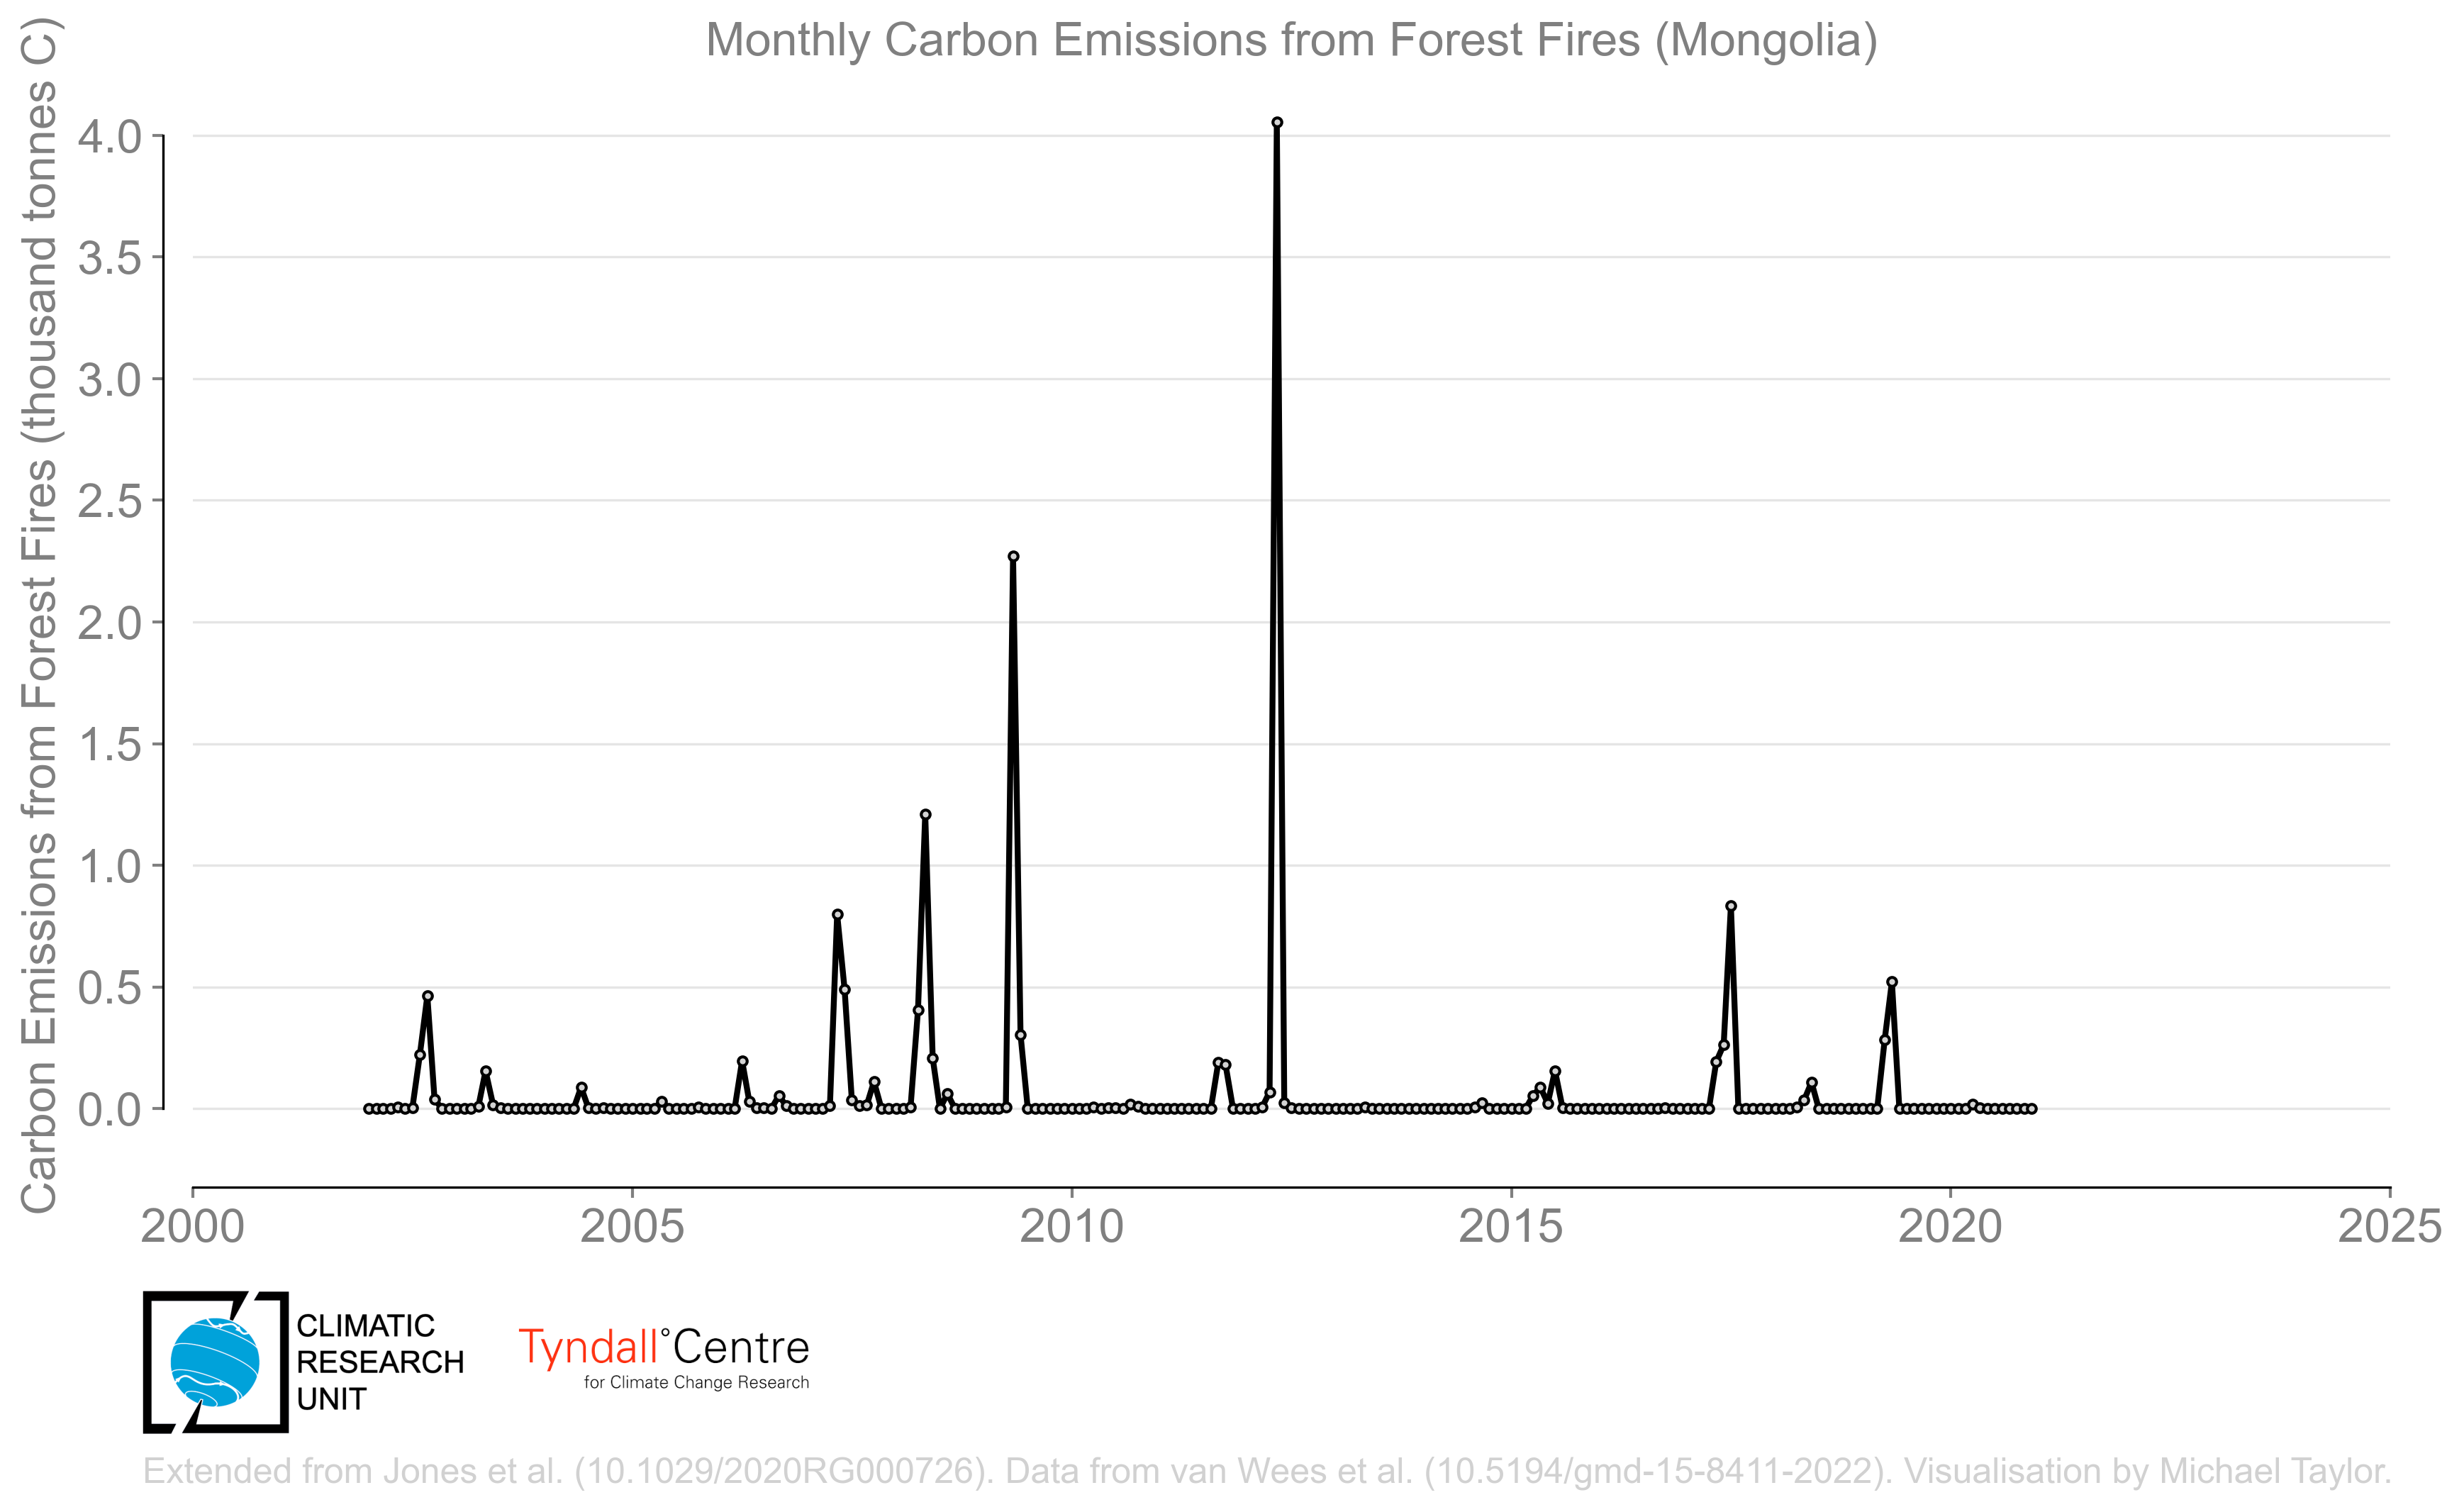 Monthly Carbon Emissions from Forest Fires (Mongolia)
Carbon Emissions from Forest Fires (thousand tonnes C)
4.0
3.5
3.0
2.5
2.0
1.5
1.0
0.5
0.0
2000 2005 2010 2015 2020 2025
CLIMATIC
RESEARCH
UNIT
Tyndall°Centre
for Climate Change Research
Extended from Jones et al. (10.1029/2020RG000726). Data from van Wees et al. (10.5194/gmd-15-8411-2022). Visualisation by Michael Taylor.